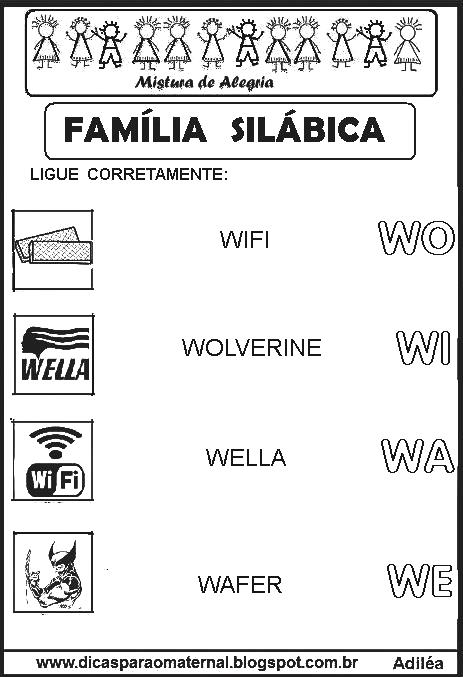 Mistura de Alegria
FAMÍLIA SILÁBICA
LIGUE CORRETAMENTE:
WIFI WO
WELLA
WOLVERINE WI
Wi Fi
WELLA WA
WAFER WE
www.dicasparaomaternal.blogspot.com.br Adiléa